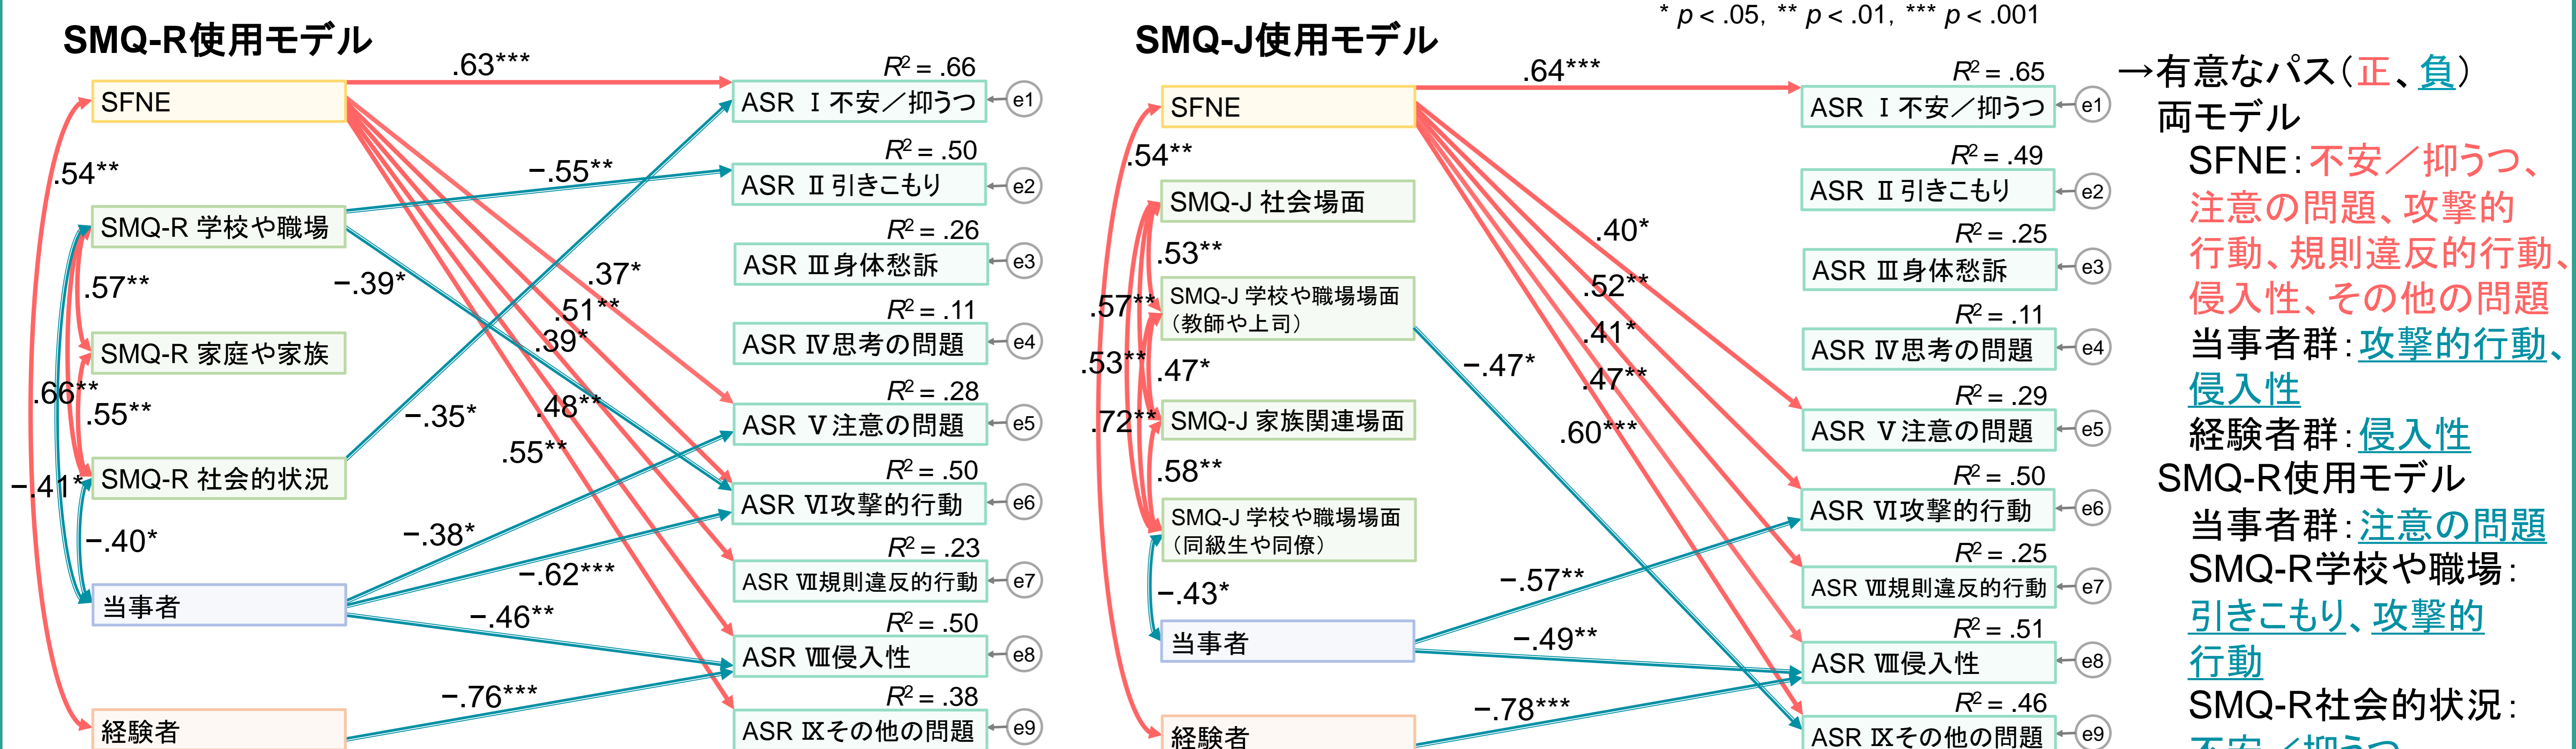 * p < .05, ** p < .01, *** p < .001
SMQ-R使用モデル
.63***
R² = .66
SFNE
ASR Ⅰ不安／抑うつ
e1
.54**
−.55**
R² = .50
ASR Ⅱ引きこもり
e2
SMQ-R 学校や職場
R² = .26
ASR Ⅲ身体愁訴
e3
.57**
−.39*
.37*
.51**
.39*
R² = .11
ASR Ⅳ思考の問題
e4
SMQ-R 家庭や家族
.66**
.55**
−.35*
.48**
.55**
R² = .28
ASR Ⅴ注意の問題
e5
SMQ-R 社会的状況
−.41*
R² = .50
ASR Ⅵ攻撃的行動
e6
−.40*
−.38*
R² = .23
ASR Ⅶ規則違反的行動
e7
−.62***
当事者
−.46**
R² = .50
ASR Ⅷ侵入性
e8
−.76***
R² = .38
経験者
ASR Ⅸその他の問題
e9
SMQ-J使用モデル
.64***
R² = .65
SFNE
ASR Ⅰ不安／抑うつ
e1
.54**
R² = .49
SMQ-J 社会場面
ASR Ⅱ引きこもり
e2
.53**
.40*
R² = .25
ASR Ⅲ身体愁訴
e3
.57**
SMQ-J 学校や職場場面
（教師や上司）
.52**
.41*
R² = .11
ASR Ⅳ思考の問題
e4
.53**
.47*
−.47*
.47**
R² = .29
.72**
SMQ-J 家族関連場面
.60***
ASR Ⅴ注意の問題
e5
.58**
R² = .50
SMQ-J 学校や職場場面
（同級生や同僚）
ASR Ⅵ攻撃的行動
e6
−.43*
−.57**
R² = .25
ASR Ⅶ規則違反的行動
e7
当事者
−.49**
R² = .51
ASR Ⅷ侵入性
e8
−.78***
R² = .46
経験者
ASR Ⅸその他の問題
e9
→有意なパス（正、負）
両モデル
SFNE：不安／抑うつ、
注意の問題、攻撃的
行動、規則違反的行動、
侵入性、その他の問題
当事者群：攻撃的行動、
侵入性
経験者群：侵入性
SMQ-R使用モデル
当事者群：注意の問題
SMQ-R学校や職場：
引きこもり、攻撃的
行動
SMQ-R社会的状況：
不安／抑うつ